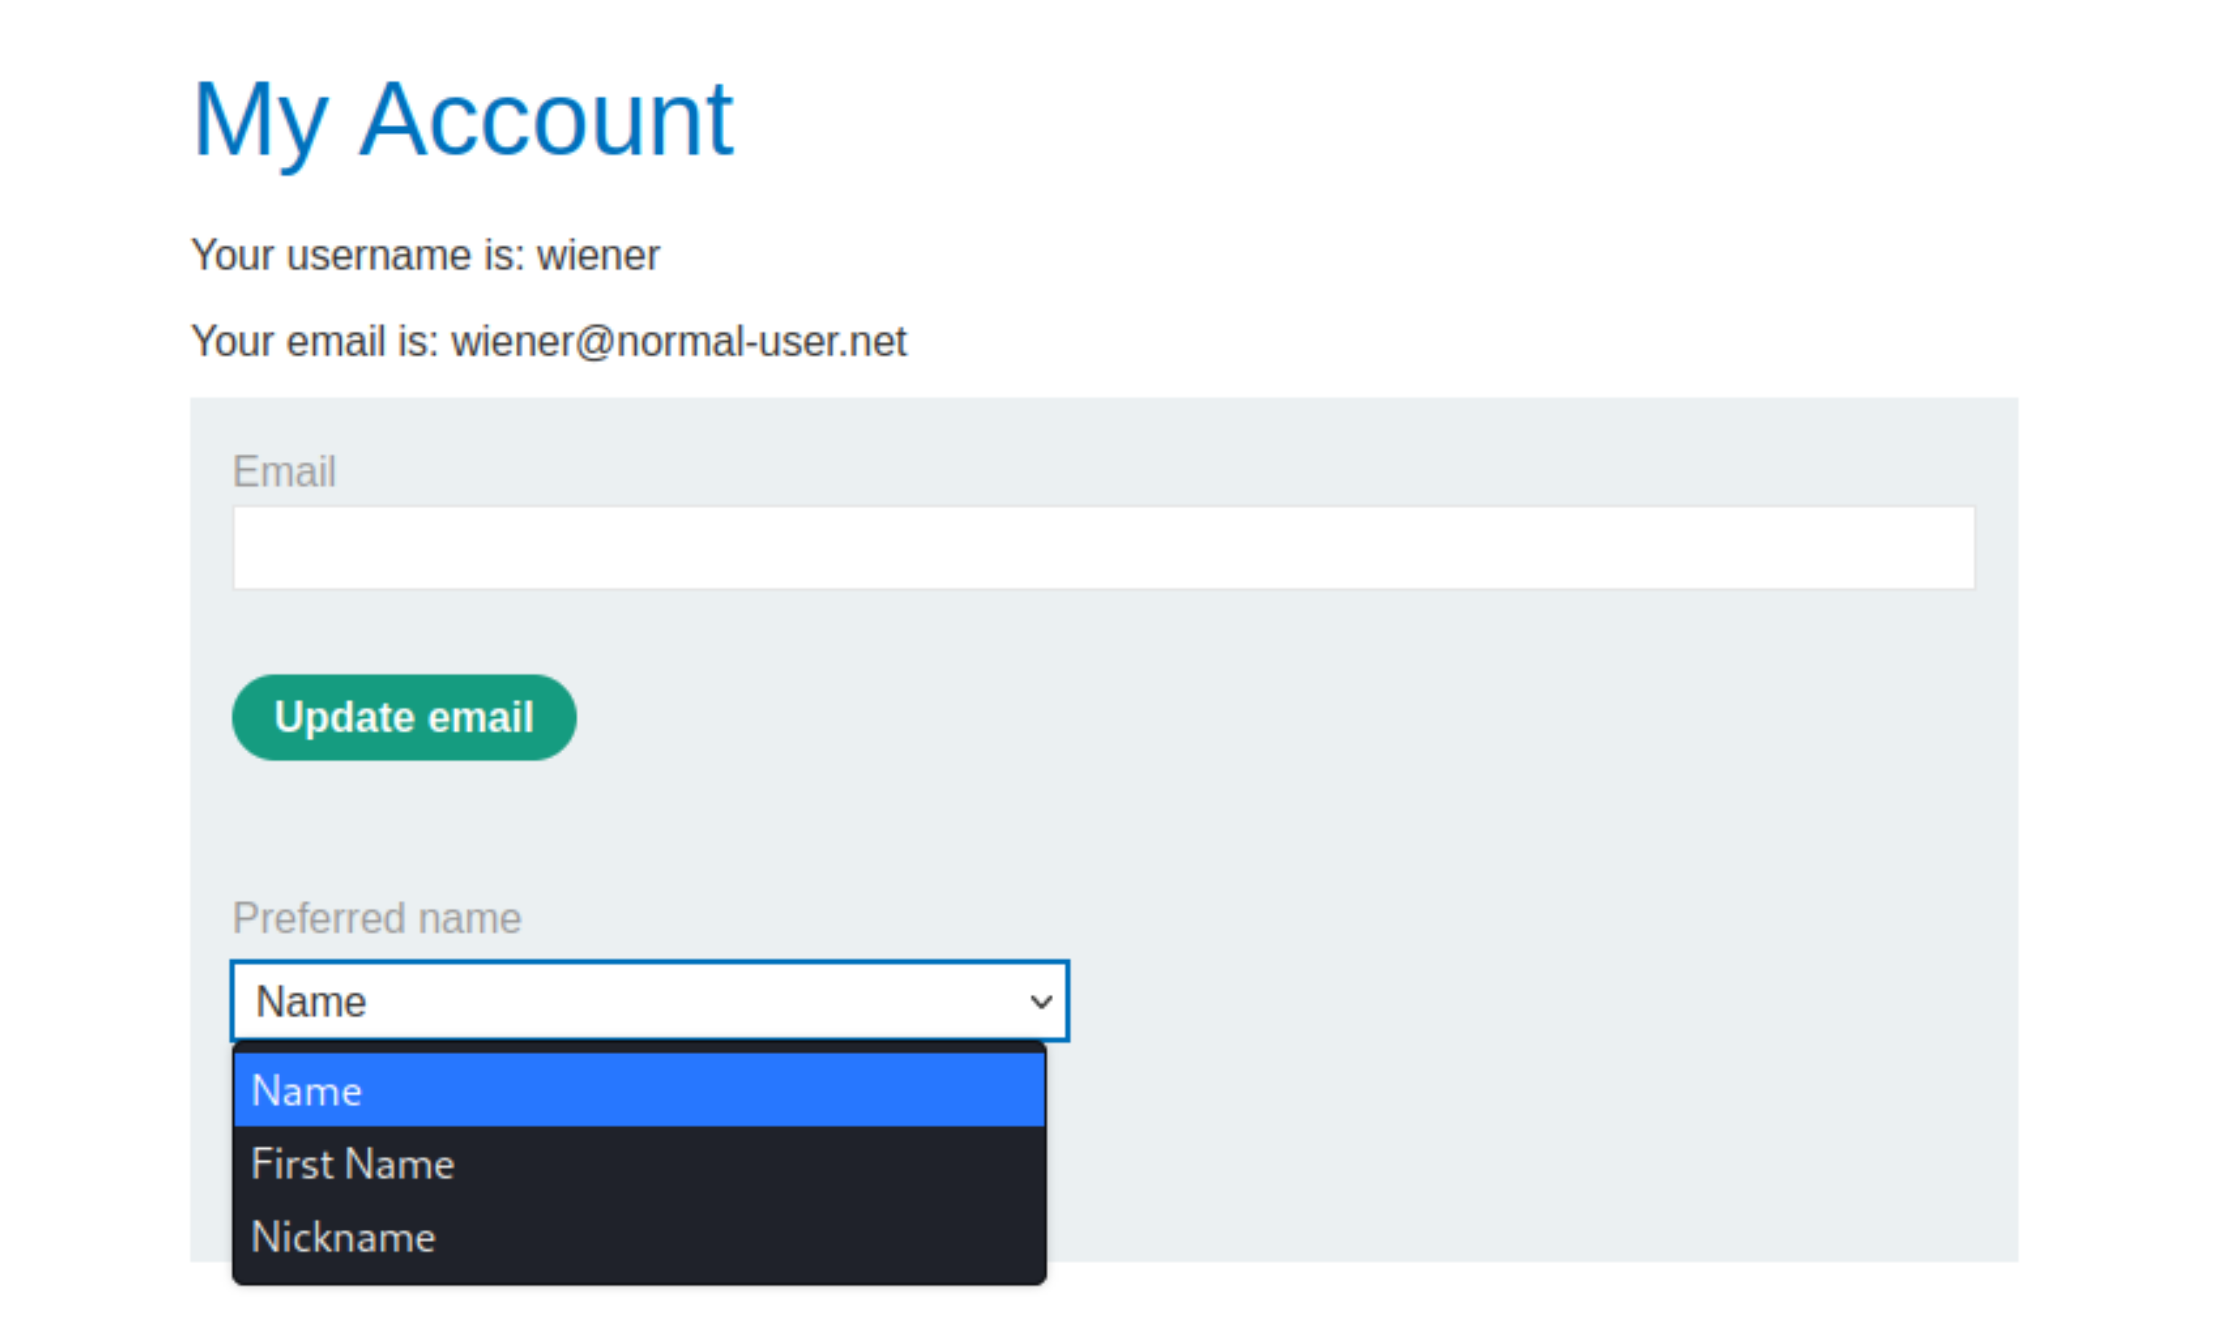 My Account
Your username is: wiener
Your email is: wiener@normal-user.net
Email
Update email
Preferred name
Name
Name
First Name
Nickname